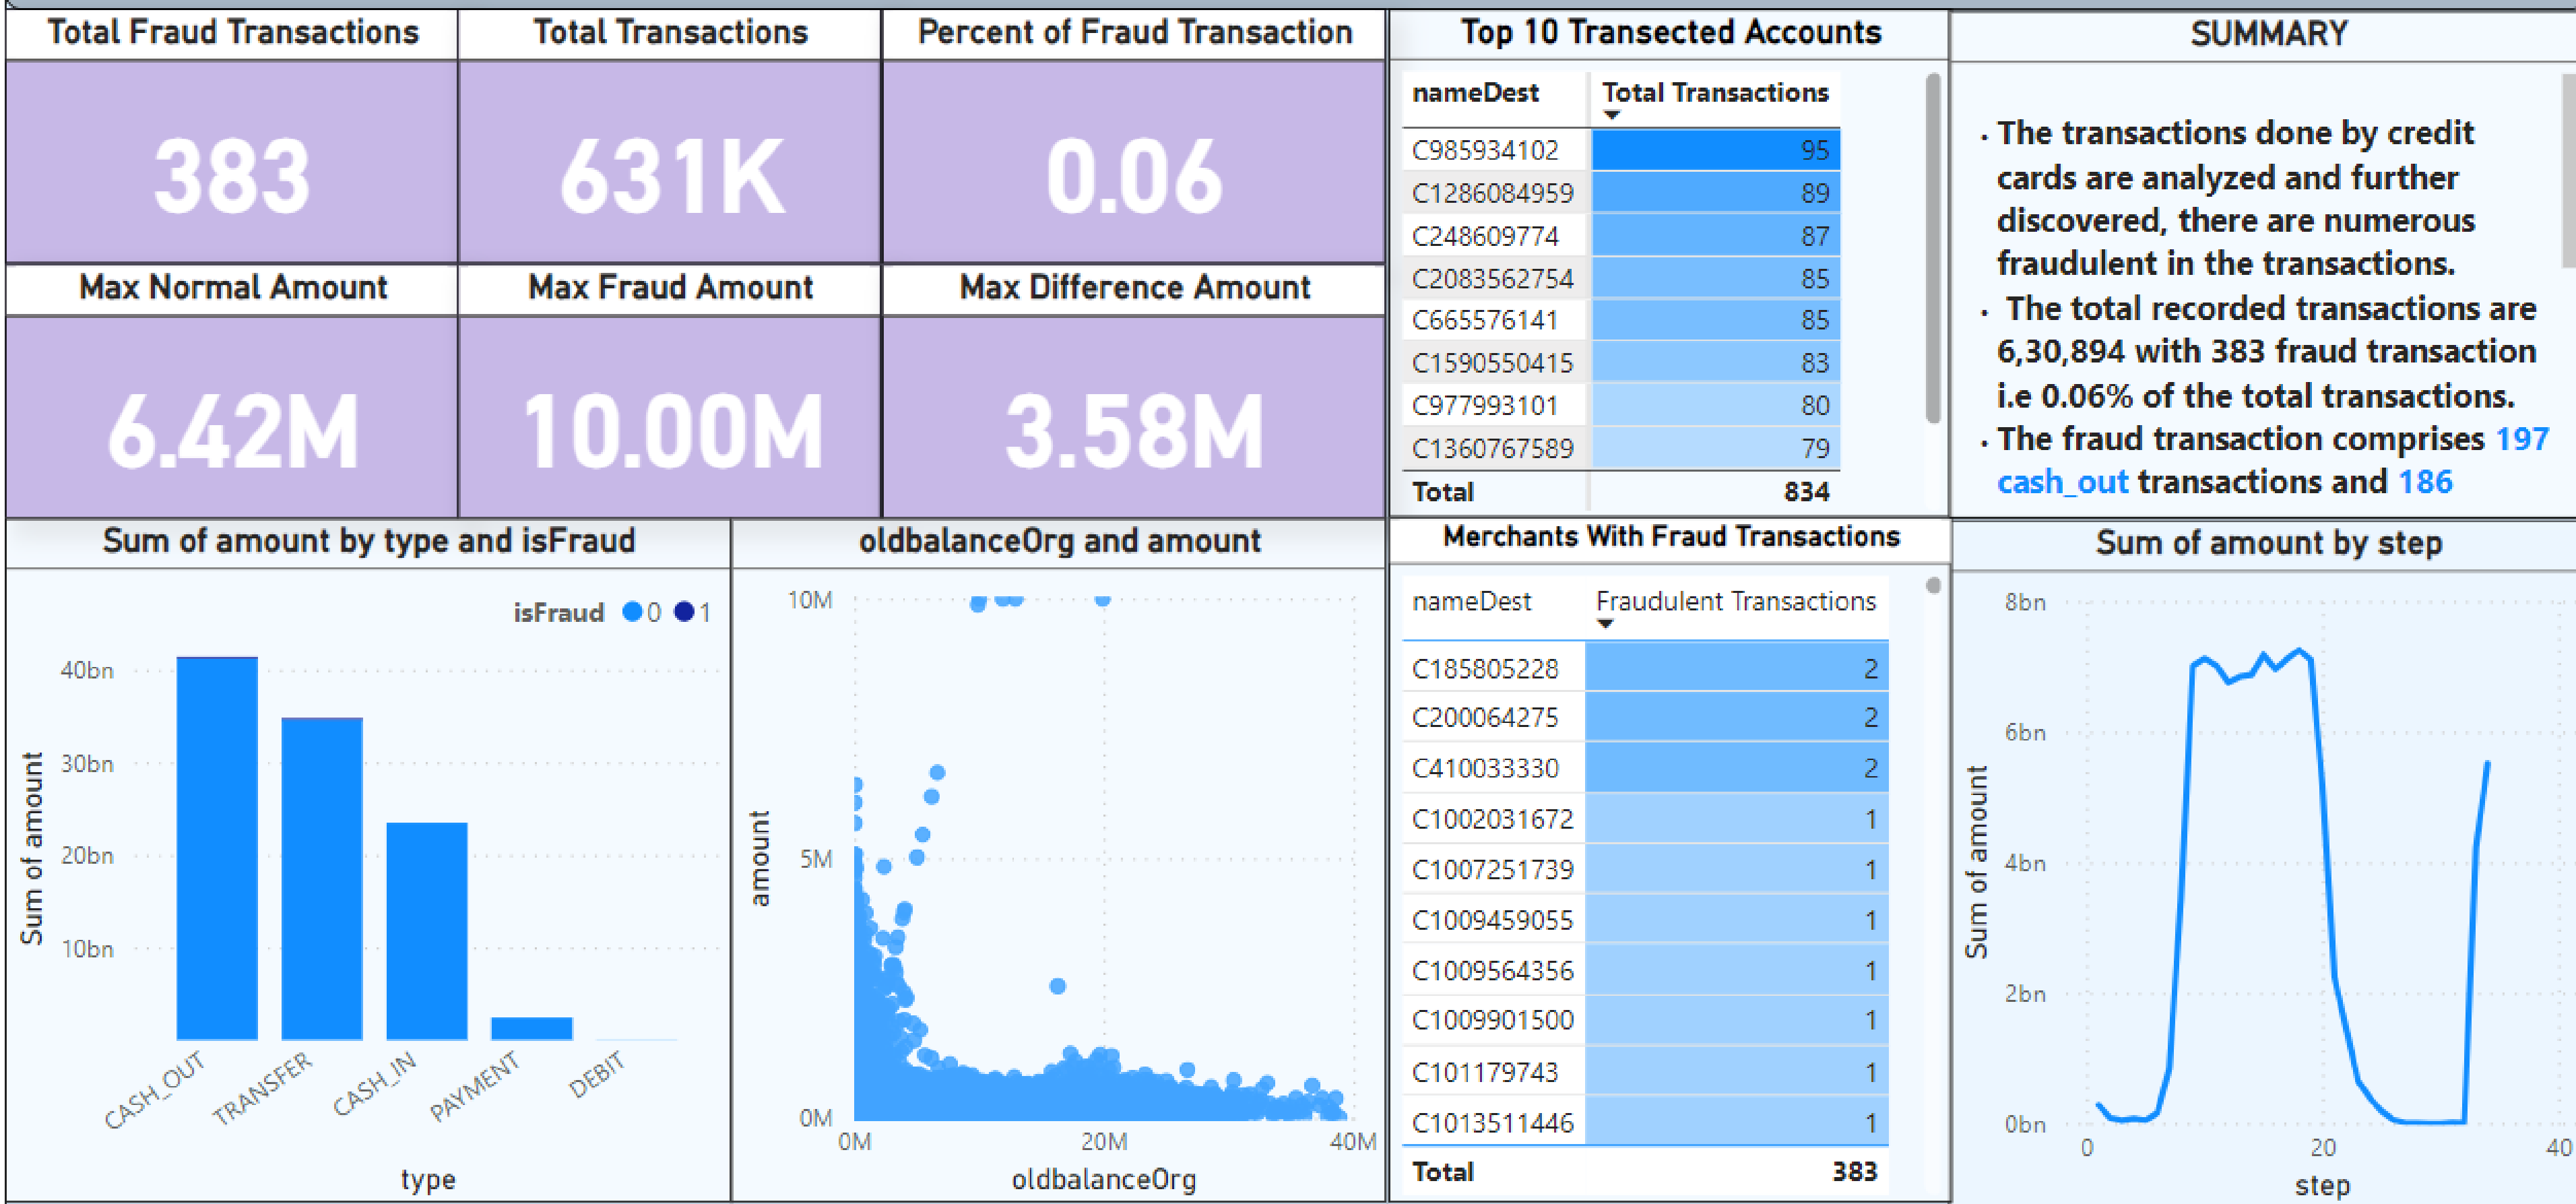 Total Fraud Transactions
383
Total Transactions
631K
Percent of Fraud Transaction
0.06
Max Normal Amount
6.42M
Max Fraud Amount
10.00M
Max Difference Amount
3.58M
Top 10 Transected Accounts
nameDest Total Transactions
C985934102 95
C1286084959 89
C248609774 87
C2083562754 85
C665576141 85
C1590550415 83
C977993101 80
C1360767589 79
Total 834
SUMMARY
• The transactions done by credit
cards are analyzed and further
discovered, there are numerous
fraudulent in the transactions.
• The total recorded transactions are
6,30,894 with 383 fraud transaction
i.e 0.06% of the total transactions.
• The fraud transaction comprises 197
cash_out transactions and 186
Sum of amount by type and isFraud
isFraud 0 1
Sum of amount
40bn
30bn
20bn
10bn
CASH_OUT
TRANSFER
CASH_IN
PAYMENT
DEBIT
type
oldbalanceOrg and amount
amount
10M
5M
0M
0M 20M 40M
oldbalanceOrg
Merchants With Fraud Transactions
nameDest Fraudulent Transactions
C185805228 2
C200064275 2
C410033330 2
C1002031672 1
C1007251739 1
C1009459055 1
C1009564356 1
C1009901500 1
C101179743 1
C1013511446 1
Total 383
Sum of amount by step
Sum of amount
8bn
6bn
4bn
2bn
0bn
0 20 40
step